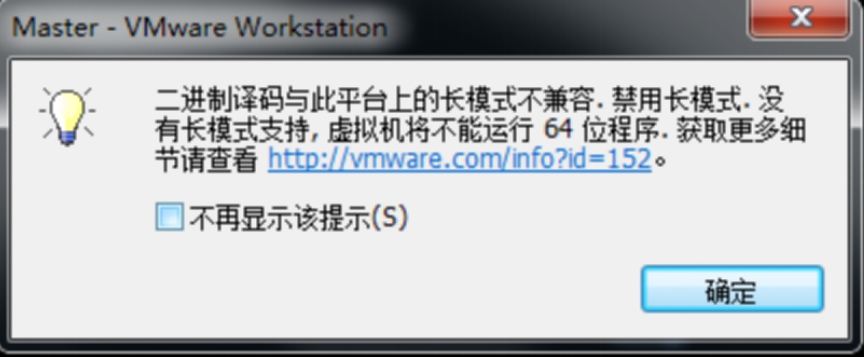 Master - VMware Workstation
二进制译码与此平台上的长模式不兼容. 禁用长模式. 没
有长模式支持, 虚拟机将不能运行 64 位程序. 获取更多细
节请查看 http://vmware.com/info?id=152。
不再显示该提示(S)
确定